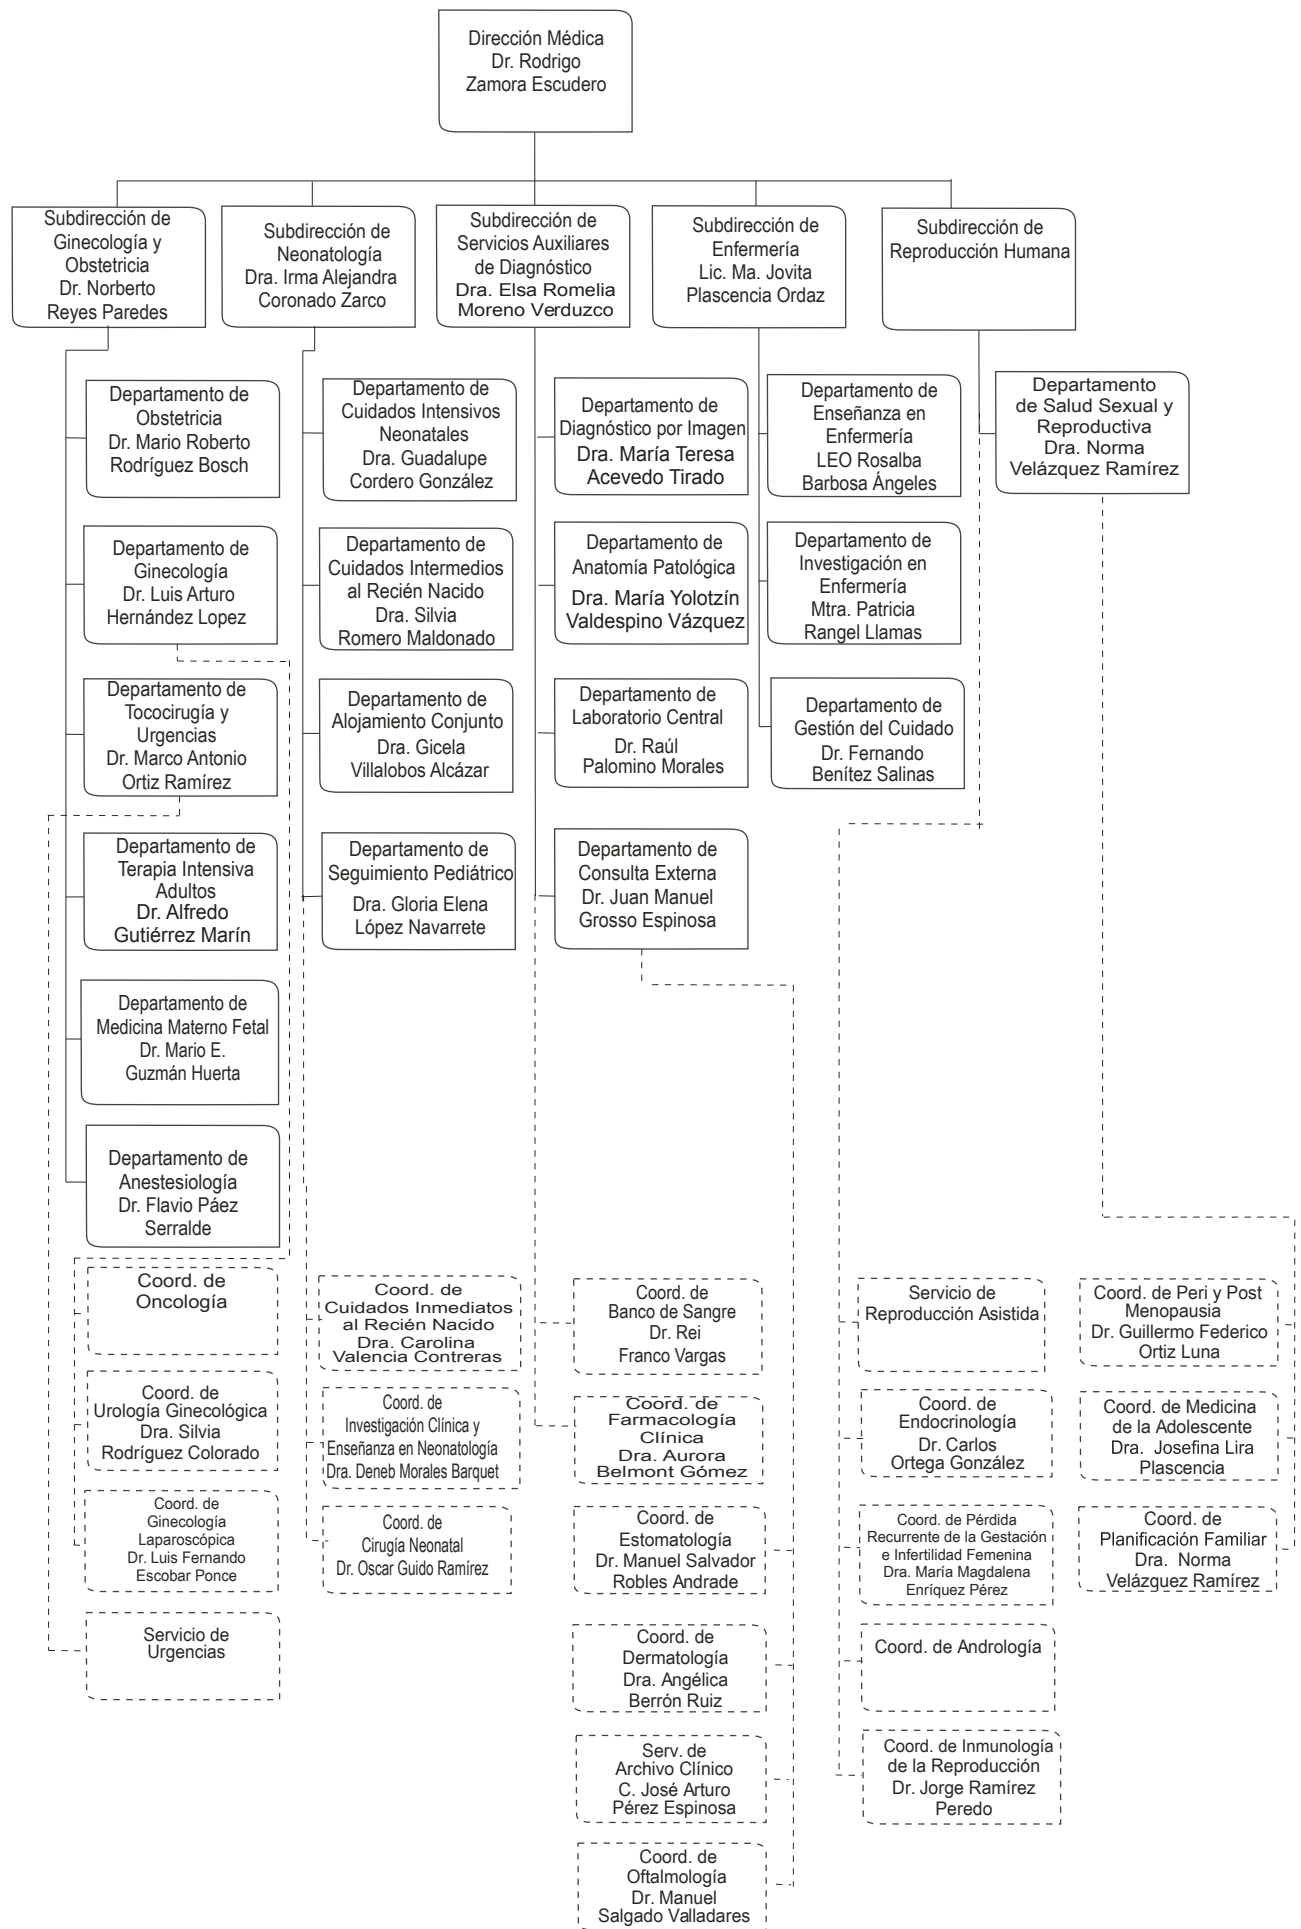 Dirección Médica
Dr. Rodrigo
Zamora Escudero
Subdirección de
Ginecología y
Obstetricia
Dr. Norberto
Reyes Paredes
Subdirección de
Neonatología
Dra. Irma Alejandra
Coronado Zarco
Subdirección de
Servicios Auxiliares
de Diagnóstico
Dra. Elsa Romelia
Moreno Verduzco
Subdirección de
Enfermería
Lic. Ma. Jovita
Plascencia Ordaz
Subdirección de
Reproducción Humana
Departamento de
Obstetricia
Dr. Mario Roberto
Rodríguez Bosch
Departamento de
Cuidados Intensivos
Neonatales
Dra. Guadalupe
Cordero González
Departamento de
Diagnóstico por Imagen
Dra. María Teresa
Acevedo Tirado
Departamento de
Enseñanza en
Enfermería
LEO Rosalba
Barbosa Ángeles
Departamento
de Salud Sexual y
Reproductiva
Dra. Norma
Velázquez Ramírez
Departamento de
Ginecología
Dr. Luis Arturo
Hernández Lopez
Departamento de
Cuidados Intermedios
al Recién Nacido
Dra. Silvia
Romero Maldonado
Departamento de
Anatomía Patológica
Dra. María Yolotzín
Valdespino Vázquez
Departamento de
Investigación en
Enfermería
Mtra. Patricia
Rangel Llamas
Departamento de
Tococirugía y
Urgencias
Dr. Marco Antonio
Ortiz Ramírez
Departamento de
Alojamiento Conjunto
Dra. Gicela
Villalobos Alcázar
Departamento de
Laboratorio Central
Dr. Raúl
Palomino Morales
Departamento de
Gestión del Cuidado
Dr. Fernando
Benítez Salinas
Departamento de
Terapia Intensiva
Adultos
Dr. Alfredo
Gutiérrez Marín
Departamento de
Seguimiento Pediátrico
Dra. Gloria Elena
López Navarrete
Departamento de
Consulta Externa
Dr. Juan Manuel
Grosso Espinosa
Departamento de
Medicina Materno Fetal
Dr. Mario E.
Guzmán Huerta
Departamento de
Anestesiología
Dr. Flavio Páez
Serralde
Coord. de
Oncología
Coord. de
Cuidados Inmediatos
al Recién Nacido
Dra. Carolina
Valencia Contreras
Coord. de
Banco de Sangre
Dr. Rei
Franco Vargas
Servicio de
Reproducción Asistida
Coord. de Peri y Post
Menopausia
Dr. Guillermo Federico
Ortiz Luna
Coord. de
Urología Ginecológica
Dra. Silvia
Rodríguez Colorado
Coord. de
Investigación Clínica y
Enseñanza en Neonatología
Dra. Deneb Morales Barquet
Coord. de
Farmacología
Clínica
Dra. Aurora
Belmont Gómez
Coord. de
Endocrinología
Dr. Carlos
Ortega González
Coord. de Medicina
de la Adolescente
Dra. Josefina Lira
Plascencia
Coord. de
Ginecología
Laparoscópica
Dr. Luis Fernando
Escobar Ponce
Coord. de
Cirugía Neonatal
Dr. Oscar Guido Ramírez
Coord. de
Estomatología
Dr. Manuel Salvador
Robles Andrade
Coord. de Pérdida
Recurrente de la Gestación
e Infertilidad Femenina
Dra. María Magdalena
Enríquez Pérez
Coord. de
Planificación Familiar
Dra. Norma
Velázguez Ramírez
Servicio de
Urgencias
Coord. de
Dermatología
Dra. Angélica
Berrón Ruiz
Coord. de Andrología
Serv. de
Archivo Clínico
C. José Arturo
Pérez Espinosa
Coord. de Inmunología
de la Reproducción
Dr. Jorge Ramírez
Peredo
Coord. de
Oftalmología
Dr. Manuel
Salgado Valladares